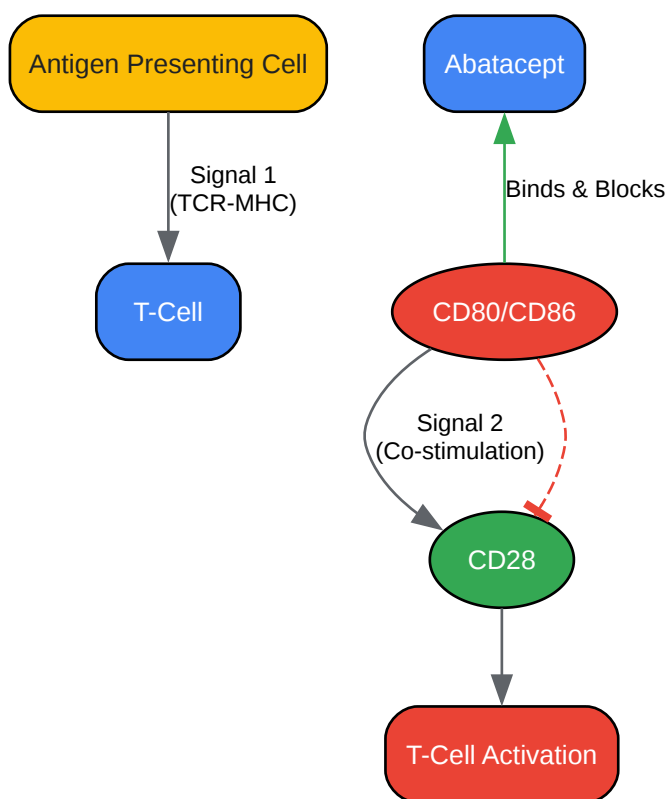 Antigen Presenting Cell
Abatacept
Signal 1
(TCR-MHC)
Binds & Blocks
T-Cell
CD80/CD86
Signal 2
(Co-stimulation)
CD28
T-Cell Activation